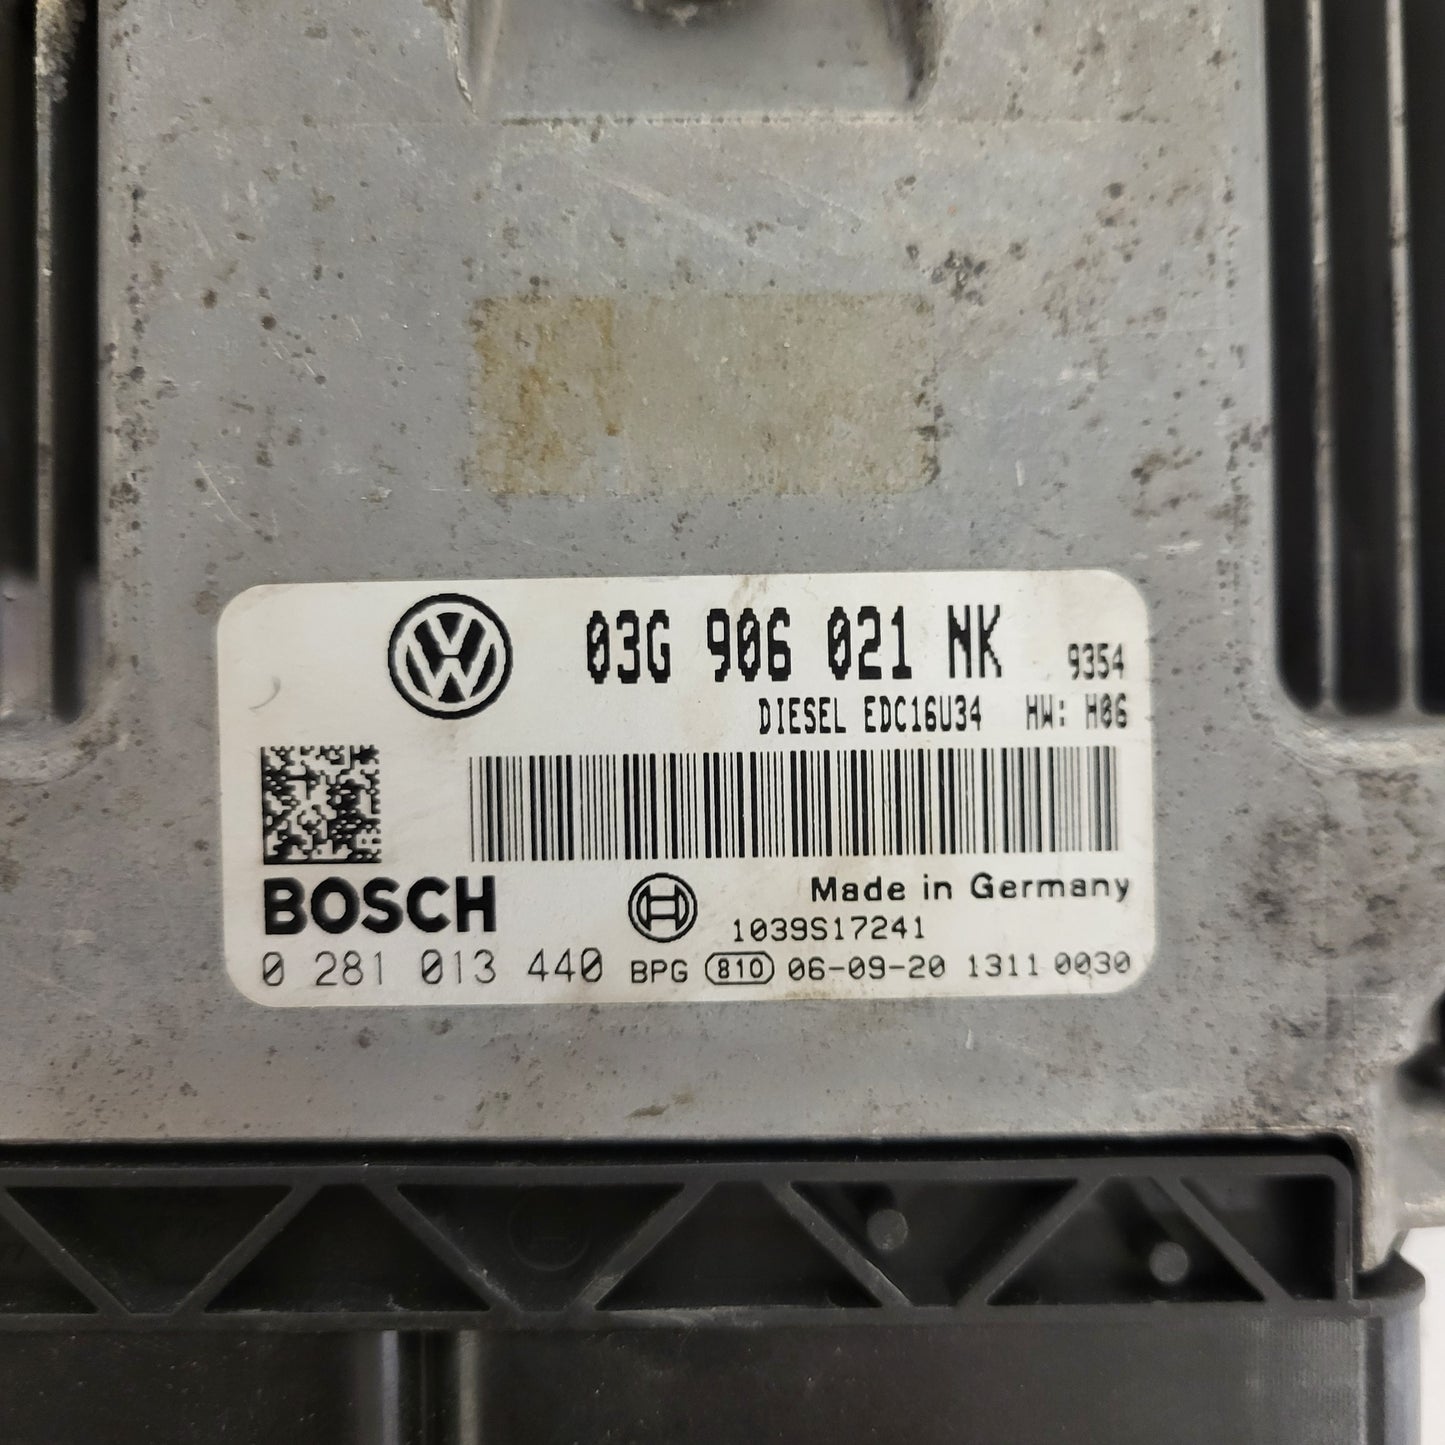 03G 906 021 NK 9354
DIESEL EDC16U34 HW: H06
BOSCH
Made in Germany
1039S17241
0 281 013 440 BPG 810 06-09-20 1311 0030